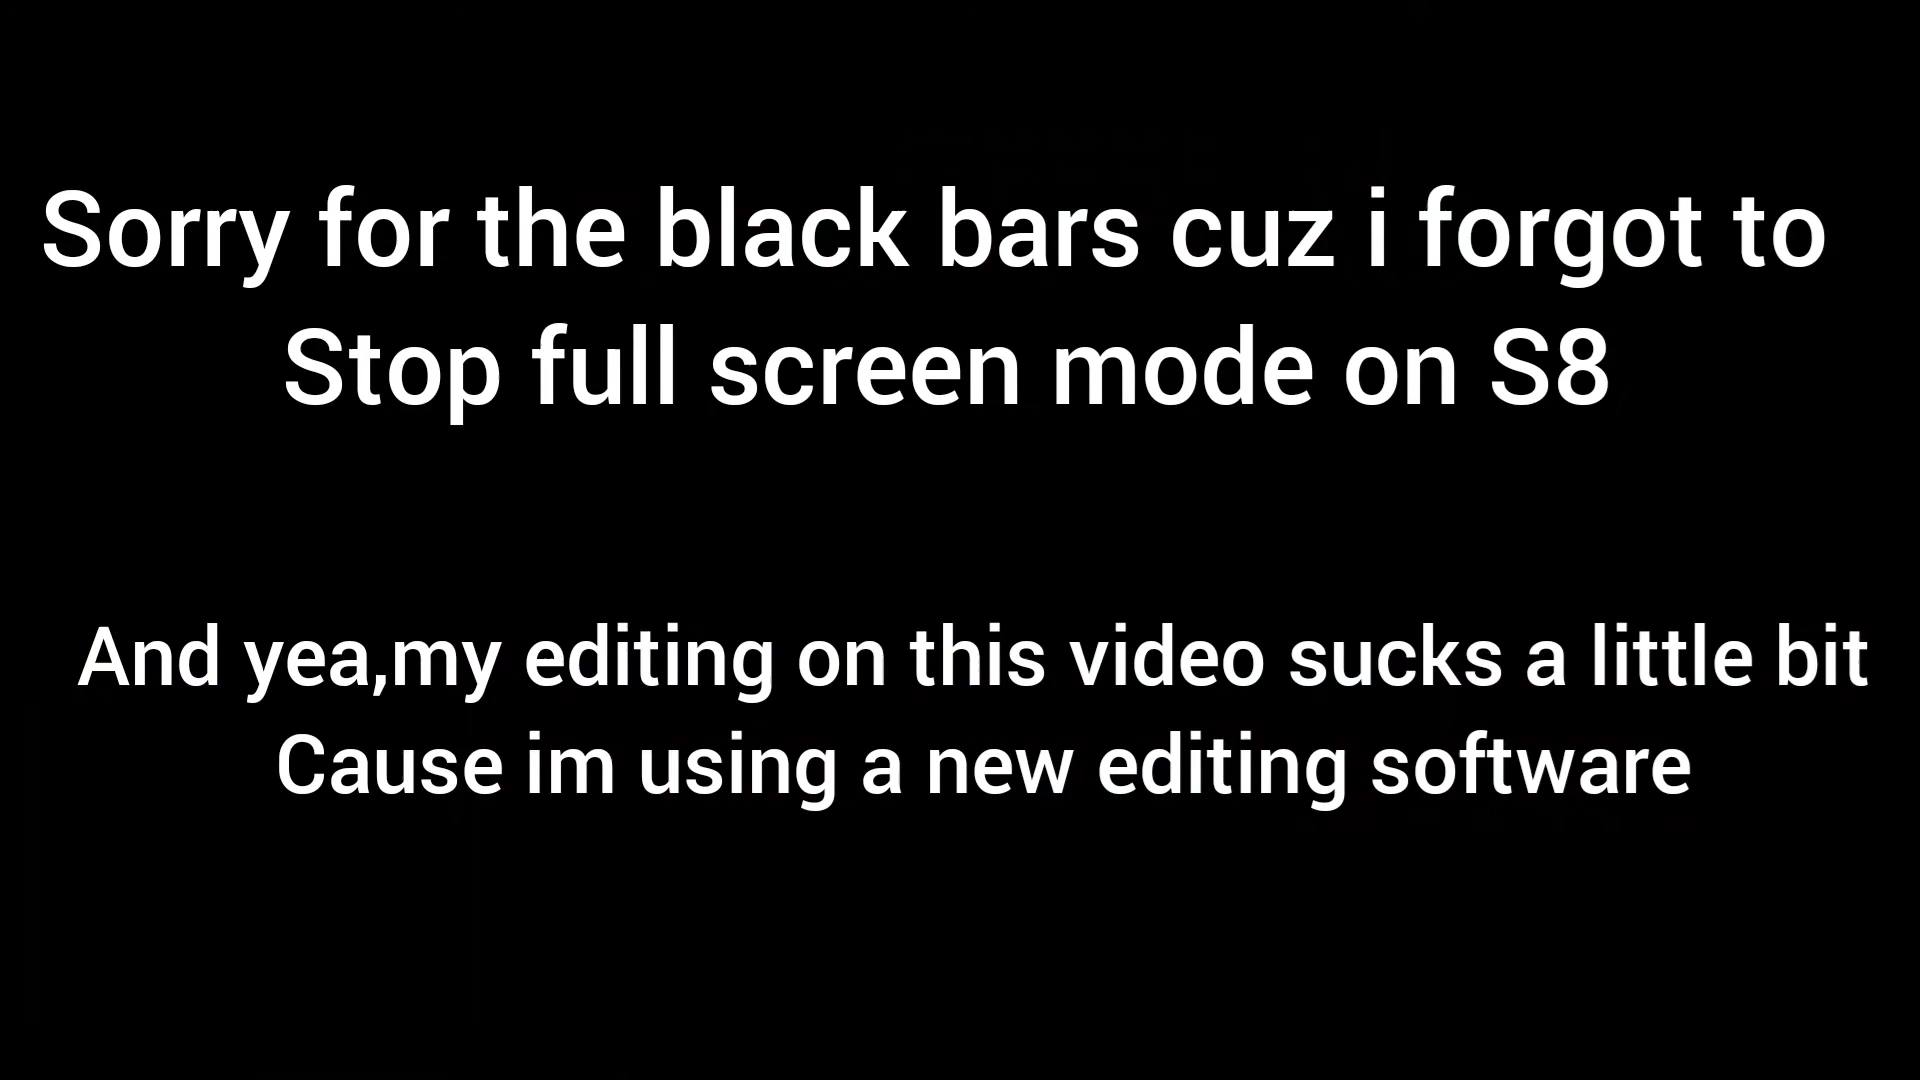 Sorry for the black bars cuz i forgot to
Stop full screen mode on S8
And yea,my editing on this video sucks a little bit
Cause im using a new editing software